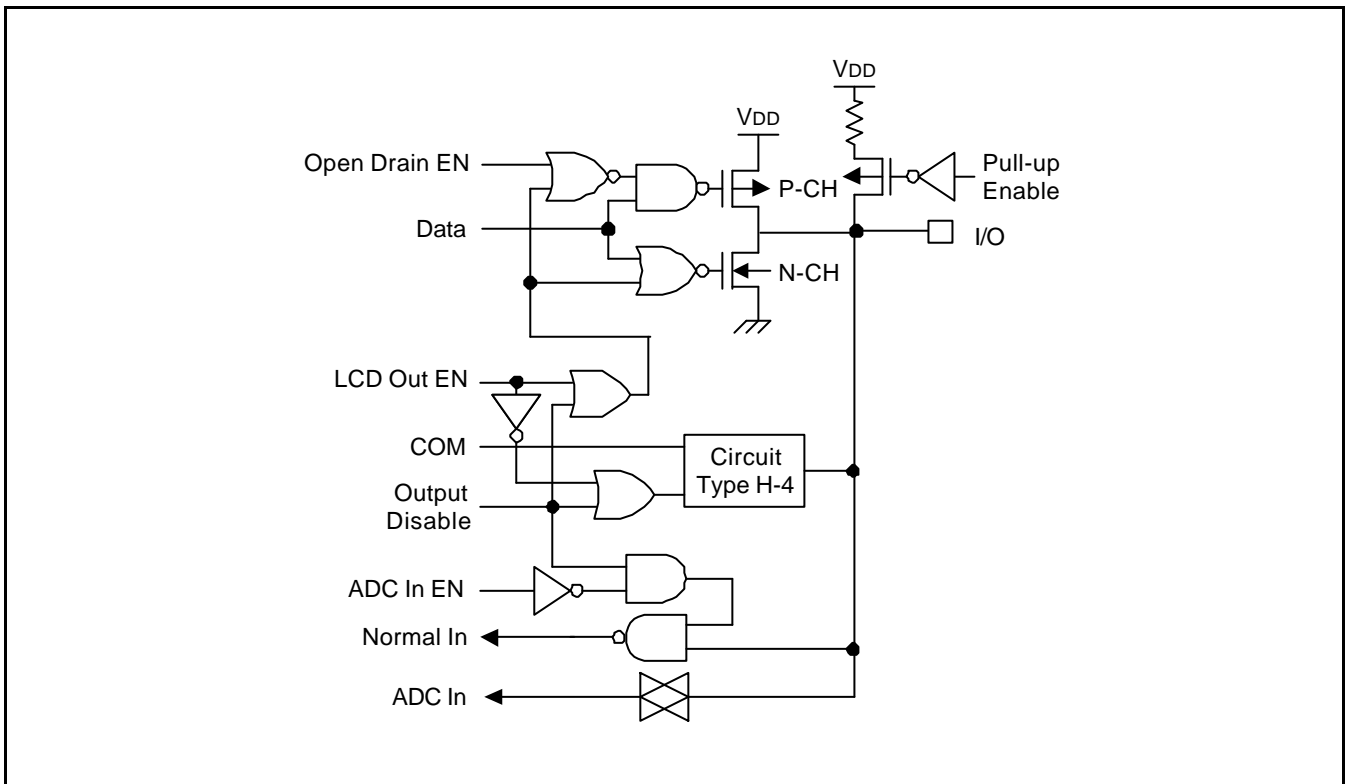 VDD
VDD
Open Drain EN
P-CH
Pull-up
Enable
Data
I/O
N-CH
LCD Out EN
COM
Circuit
Type H-4
Output
Disable
ADC In EN
Normal In
ADC In